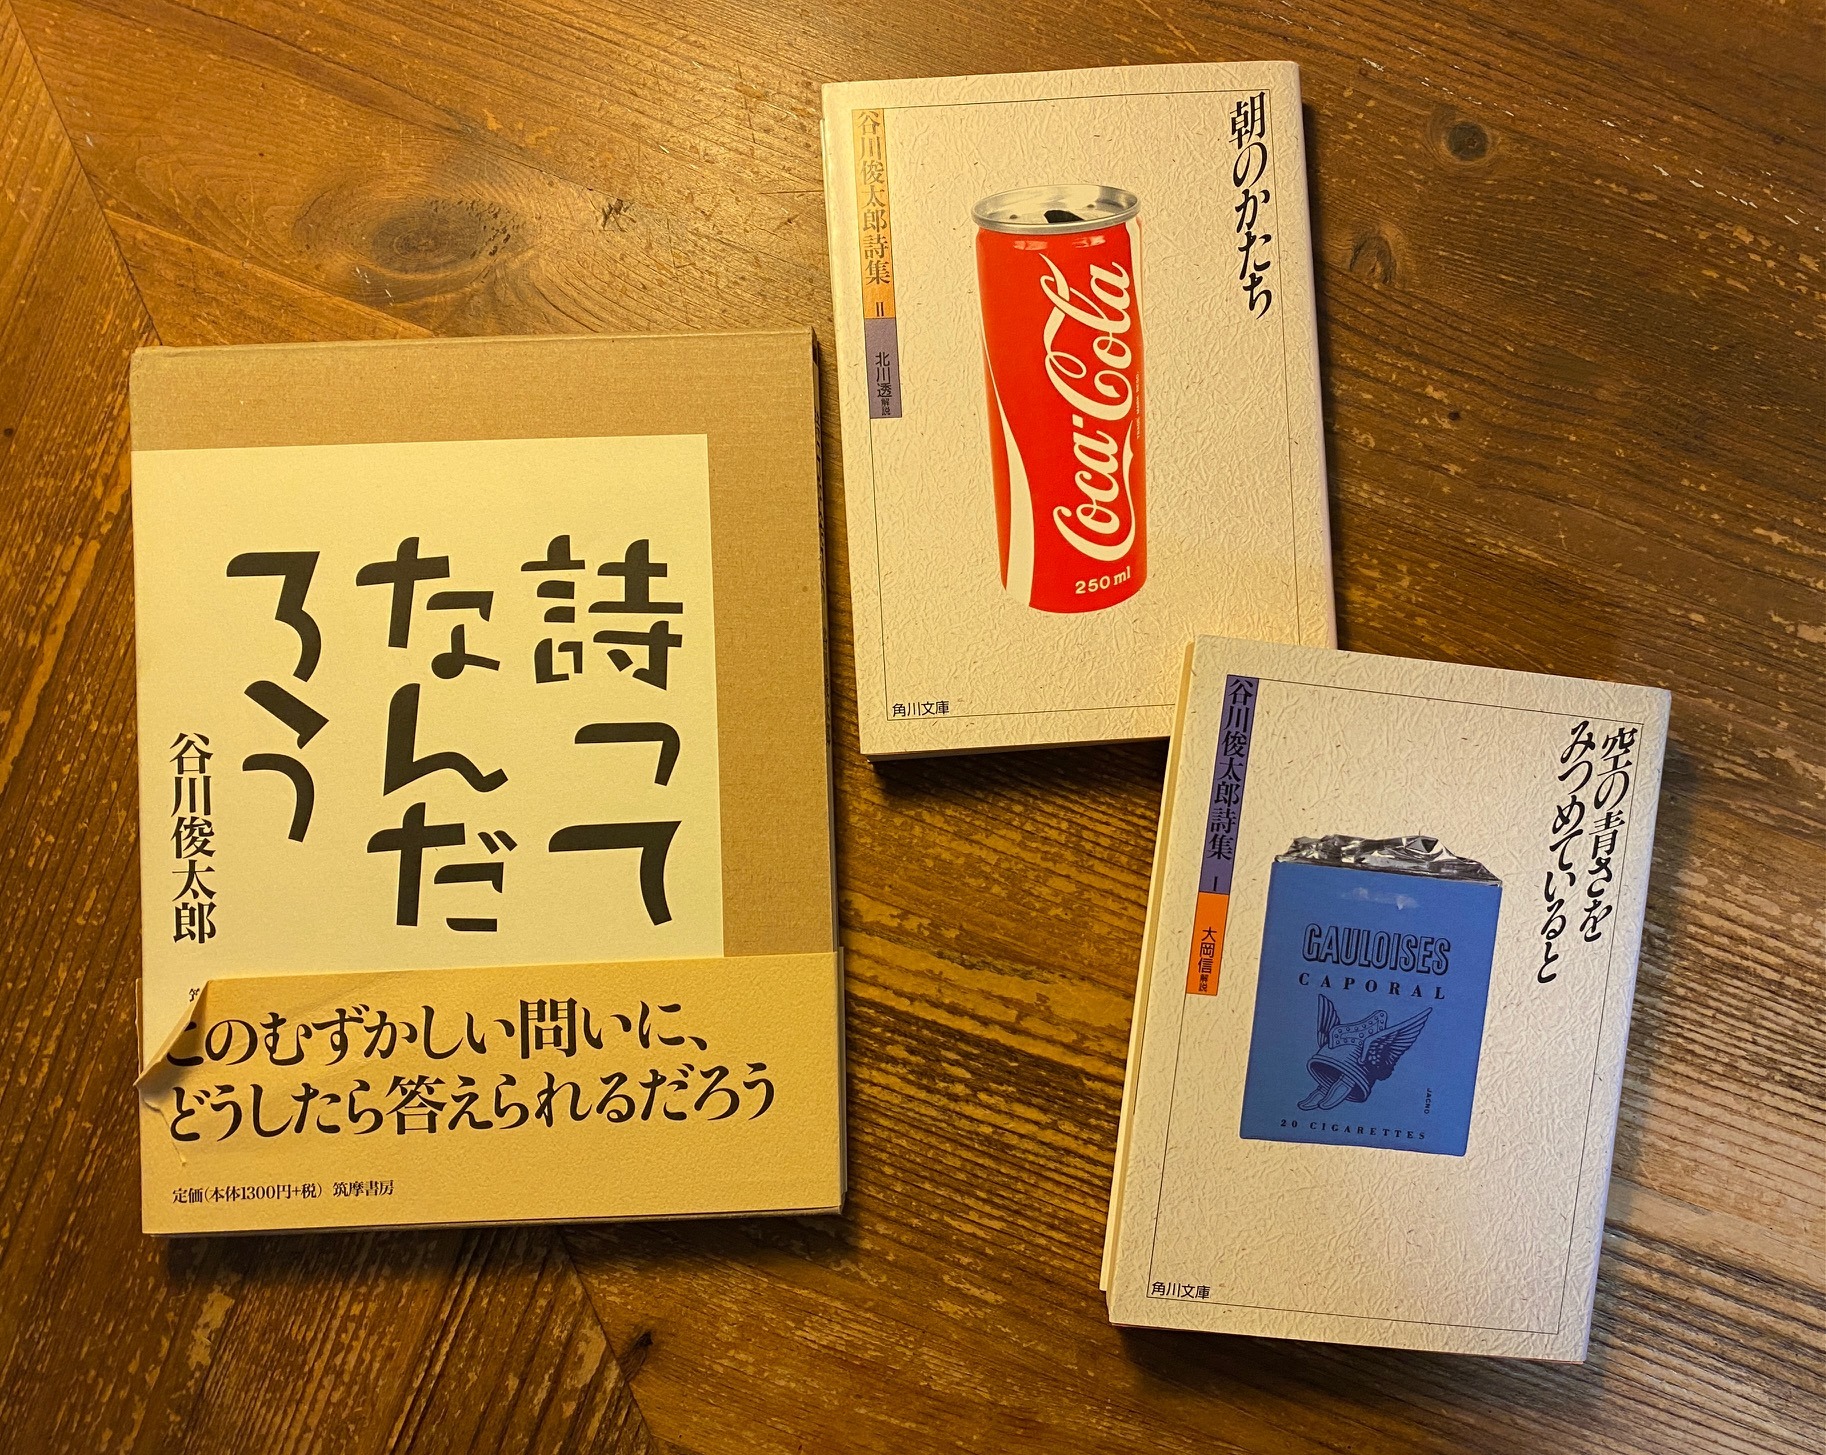 詩って
なんだ
ろう
谷川俊太郎
このむずかしい問いに、
どうしたら答えられるだろう
定価(本体1300円+税) 筑摩書房
朝のかたち
谷川俊太郎詩集 II
北川透 解説
Coca-Cola
250 ml
角川文庫
空の青さを
みつめていると
谷川俊太郎詩集 I
大岡信 解説
GAULOISES
CAPORAL
JACNO
20 CIGARETTES
角川文庫